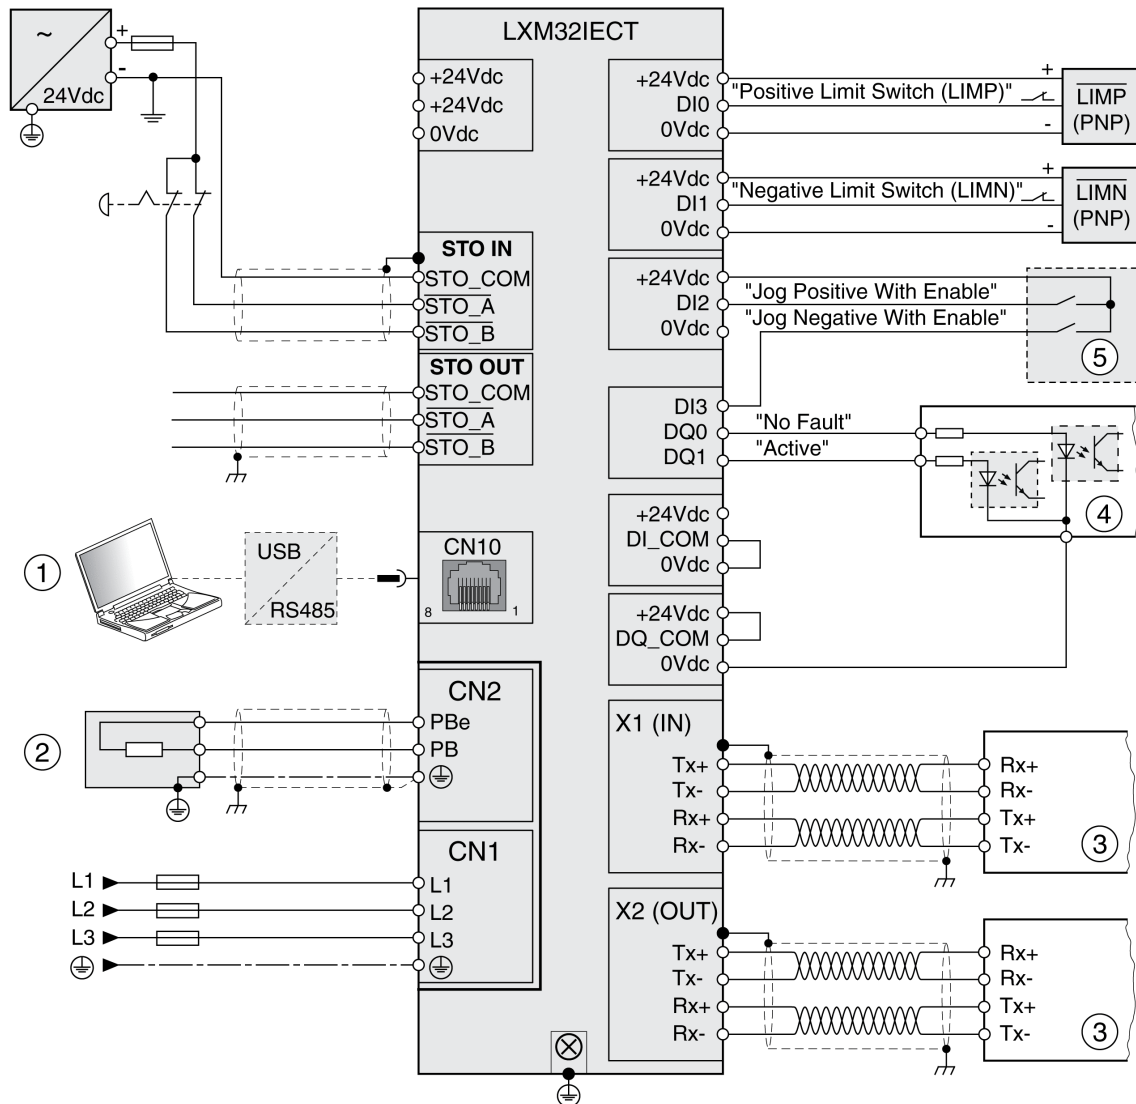 LXM32IECT
~
+
-
24Vdc
+24Vdc
+24Vdc
0Vdc
STO IN
STO_COM
STO_A
STO_B
STO OUT
STO_COM
STO_A
STO_B
1
USB
RS485
CN10
8
1
2
CN2
PBe
PB
CN1
L1
L2
L3
L1
L2
L3
+24Vdc
DI0
0Vdc
"Positive Limit Switch (LIMP)"
+
-
LIMP
(PNP)
+24Vdc
DI1
0Vdc
"Negative Limit Switch (LIMN)"
+
-
LIMN
(PNP)
+24Vdc
DI2
0Vdc
"Jog Positive With Enable"
"Jog Negative With Enable"
5
DI3
DQ0
DQ1
"No Fault"
"Active"
4
+24Vdc
DI_COM
0Vdc
+24Vdc
DQ_COM
0Vdc
X1 (IN)
Tx+
Tx-
Rx+
Rx-
Rx+
Rx-
Tx+
Tx-
3
X2 (OUT)
Tx+
Tx-
Rx+
Rx-
Rx+
Rx-
Tx+
Tx-
3